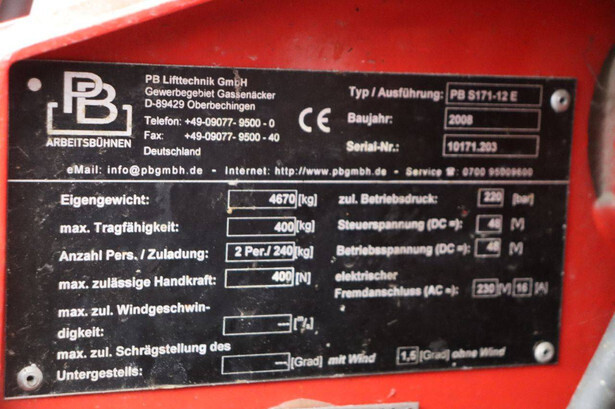 PB
ARBEITSBÜHNEN
PB Lifttechnik GmbH
Gewerbegebiet Gassenäcker
D-89429 Oberbechingen
Telefon: +49-09077- 9500 - 0
Fax: +49-09077- 9500 - 40
Deutschland
CE
Typ / Ausführung: PB S171-12 E
Baujahr: 2008
Serial-Nr.: 10171.203
eMail: info@pbgmbh.de - Internet: http://www.pbgmbh.de - Service ☎: 0700 95009600
Eigengewicht: 4670 [kg]
max. Tragfähigkeit: 400 [kg]
Anzahl Pers. / Zuladung: 2 Per./ 240 [kg]
max. zulässige Handkraft: 400 [N]
max. zul. Windgeschwin-
digkeit: --- [m/s]
max. zul. Schrägstellung des
Untergestells: --- [Grad] mit Wind 1,5 [Grad] ohne Wind
zul. Betriebsdruck: 220 [bar]
Steuerspannung (DC =): 48 [V]
Betriebsspannung (DC =): 48 [V]
elektrischer
Fremdanschluss (AC ≈): 230 [V] 16 [A]